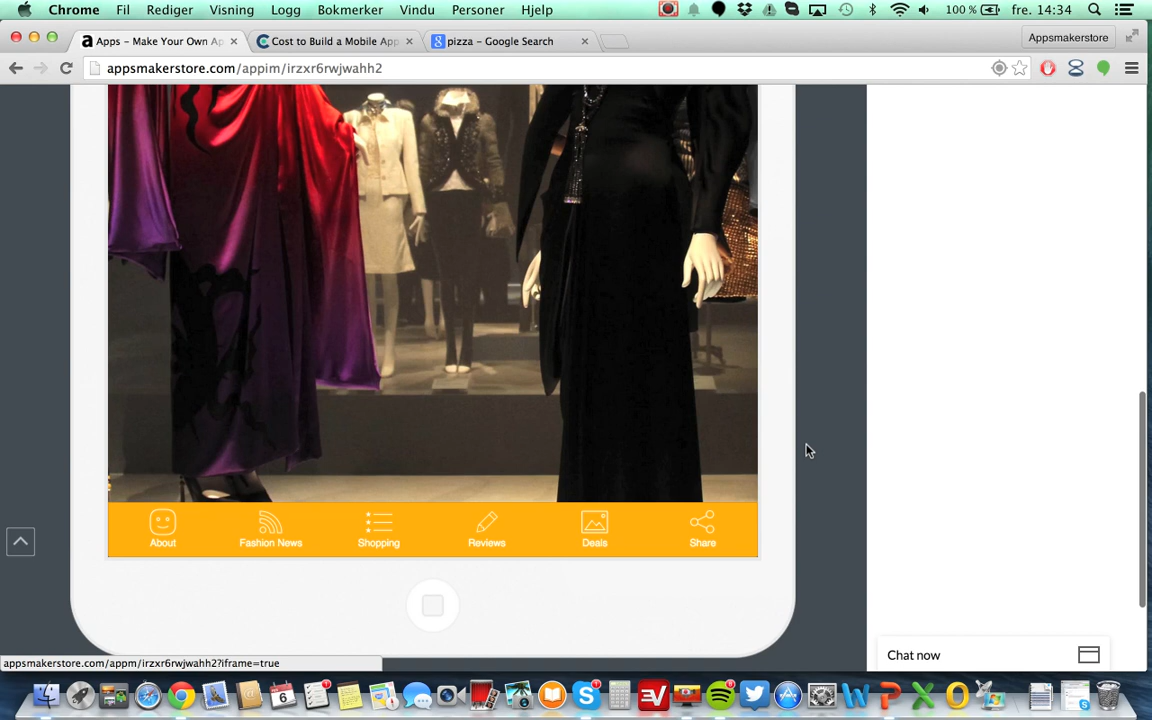 Chrome Fil Rediger Visning Logg Bokmerker Vindu Personer Hjelp 100 % fre. 14:34
Apps – Make Your Own Ap Cost to Build a Mobile App pizza – Google Search Appsmakerstore
appsmakerstore.com/appim/irzxr6rwjwahh2
About Fashion News Shopping Reviews Deals Share
Chat now
appsmakerstore.com/appm/irzxr6rwjwahh2?iframe=true